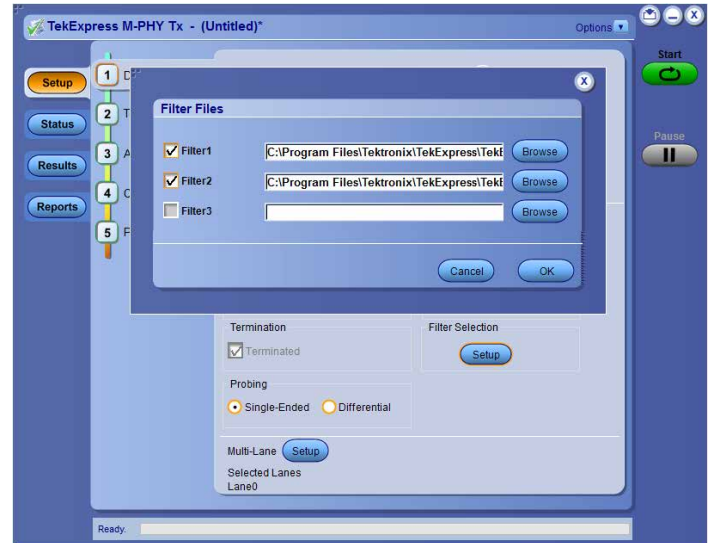 TekExpress M-PHY Tx - (Untitled)*
Options
Start
Setup
1
Filter Files
Status
2
T
Filter1
C:\Program Files\Tektronix\TekExpress\Tek
Browse
Pause
Results
3
A
Filter2
C:\Program Files\Tektronix\TekExpress\Tek
Browse
4
C
Filter3
Browse
Reports
5
Cancel
OK
Termination
Filter Selection
Terminated
Setup
Probing
Single-Ended
Differential
Multi-Lane
Setup
Selected Lanes
Lane0
Ready.